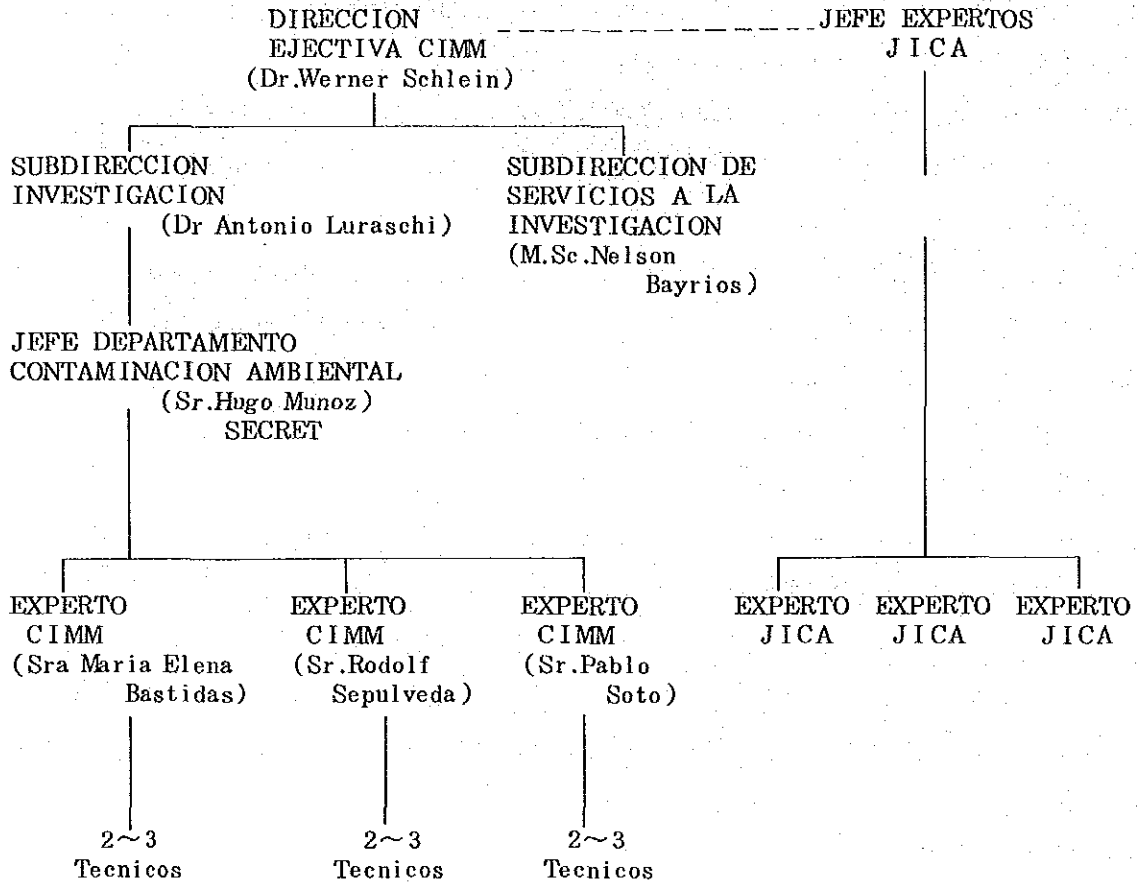 DIRECCION
EJECTIVA CIMM
(Dr.Werner Schlein)
JEFE EXPERTOS
JICA
SUBDIRECCION
INVESTIGACION
(Dr Antonio Luraschi)
SUBDIRECCION DE
SERVICIOS A LA
INVESTIGACION
(M.Sc.Nelson
Bayrios)
JEFE DEPARTAMENTO
CONTAMINACION AMBIENTAL
(Sr.Hugo Munoz)
SECRET
EXPERTO
CIMM
(Sra Maria Elena
Bastidas)
EXPERTO
CIMM
(Sr.Rodolf
Sepulveda)
EXPERTO
CIMM
(Sr.Pablo
Soto)
EXPERTO
JICA
EXPERTO
JICA
EXPERTO
JICA
2~3
Tecnicos
2~3
Tecnicos
2~3
Tecnicos